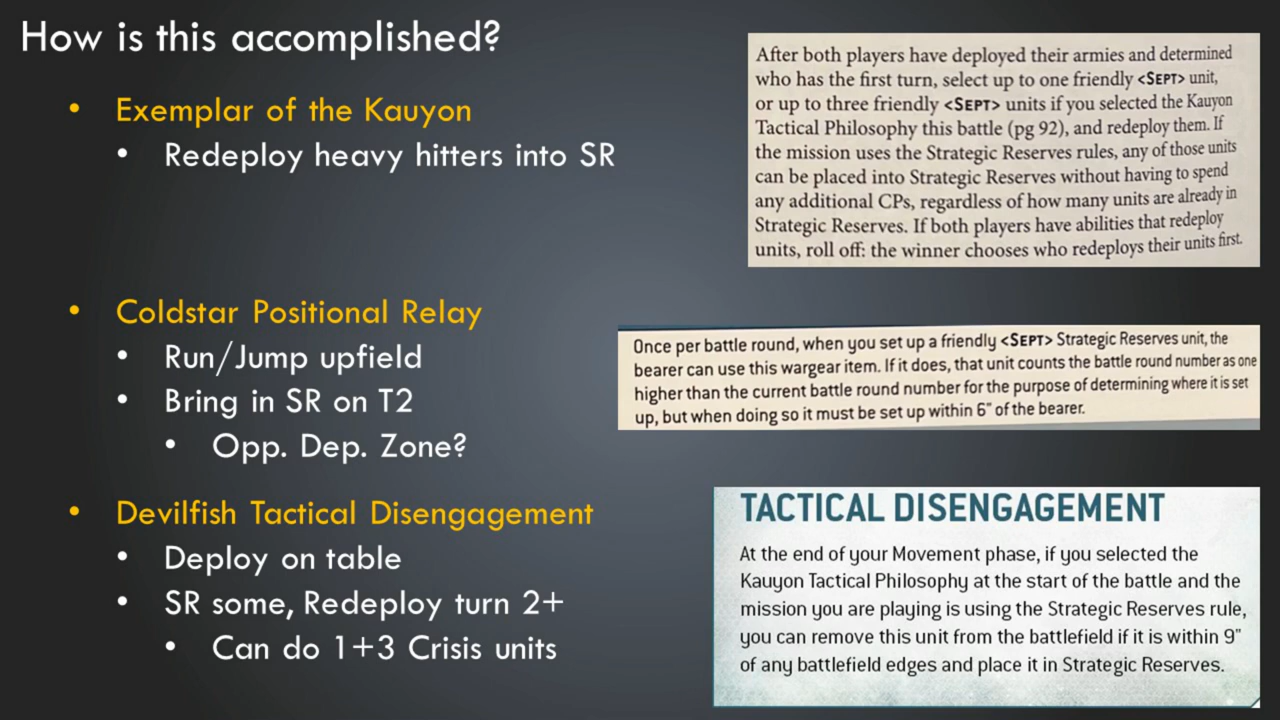 How is this accomplished?
• Exemplar of the Kauyon
• Redeploy heavy hitters into SR
After both players have deployed their armies and determined
who has the first turn, select up to one friendly <SEPT> unit,
or up to three friendly <SEPT> units if you selected the Kauyon
Tactical Philosophy this battle (pg 92), and redeploy them. If
the mission uses the Strategic Reserves rules, any of those units
can be placed into Strategic Reserves without having to spend
any additional CPs, regardless of how many units are already in
Strategic Reserves. If both players have abilities that redeploy
units, roll off: the winner chooses who redeploys their units first.
• Coldstar Positional Relay
• Run/Jump upfield
• Bring in SR on T2
• Opp. Dep. Zone?
Once per battle round, when you set up a friendly <SEPT> Strategic Reserves unit, the
bearer can use this wargear item. If it does, that unit counts the battle round number as one
higher than the current battle round number for the purpose of determining where it is set
up, but when doing so it must be set up within 6" of the bearer.
• Devilfish Tactical Disengagement
• Deploy on table
• SR some, Redeploy turn 2+
• Can do 1+3 Crisis units
TACTICAL DISENGAGEMENT
At the end of your Movement phase, if you selected the
Kauyon Tactical Philosophy at the start of the battle and the
mission you are playing is using the Strategic Reserves rule,
you can remove this unit from the battlefield if it is within 9"
of any battlefield edges and place it in Strategic Reserves.